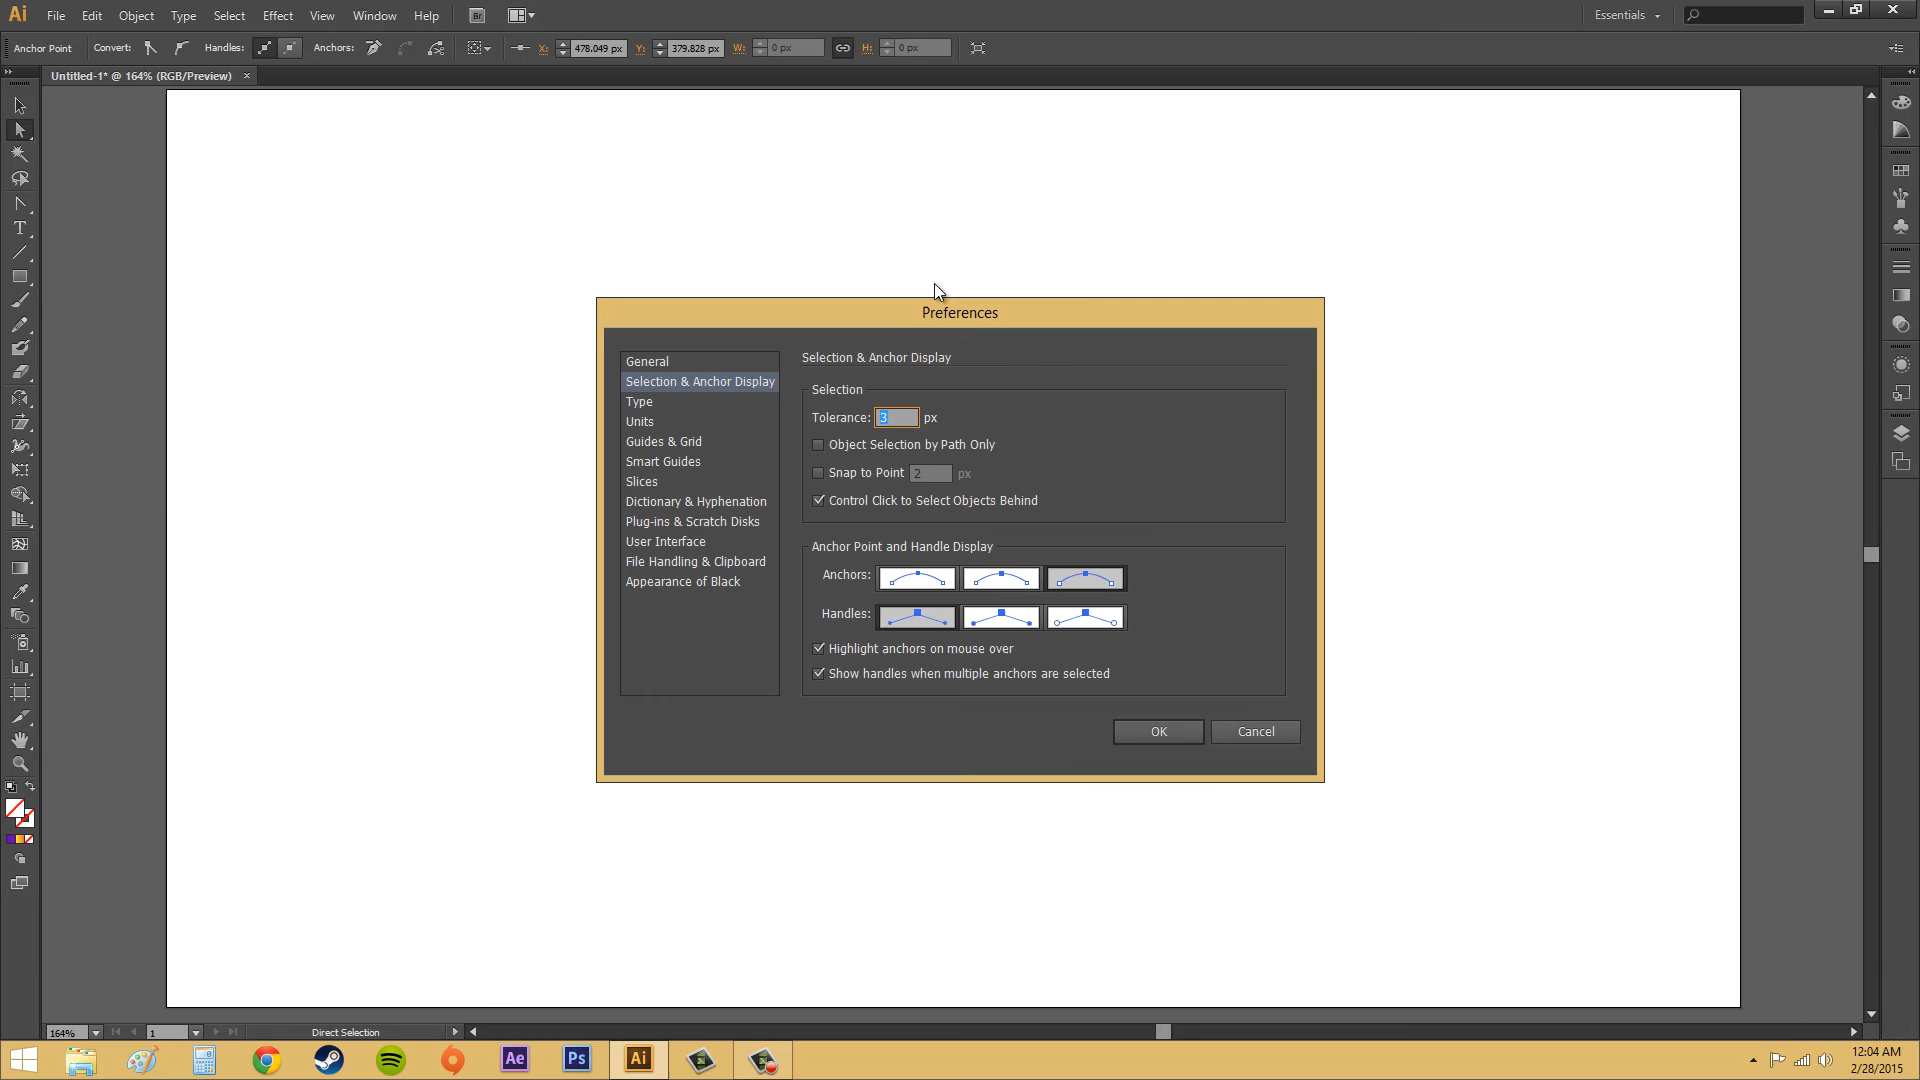 Ai File Edit Object Type Select Effect View Window Help Br Essentials
Anchor Point Convert: Handles: Anchors: X: 478.049 px Y: 379.828 px W: 0 px H: 0 px
Untitled-1* @ 164% (RGB/Preview) ×
Preferences
General
Selection & Anchor Display
Type
Units
Guides & Grid
Smart Guides
Slices
Dictionary & Hyphenation
Plug-ins & Scratch Disks
User Interface
File Handling & Clipboard
Appearance of Black
Selection & Anchor Display
Selection
Tolerance: 3 px
Object Selection by Path Only
Snap to Point 2 px
Control Click to Select Objects Behind
Anchor Point and Handle Display
Anchors:
Handles:
Highlight anchors on mouse over
Show handles when multiple anchors are selected
OK Cancel
164% 1 Direct Selection
Ae Ps Ai
12:04 AM
2/28/2015